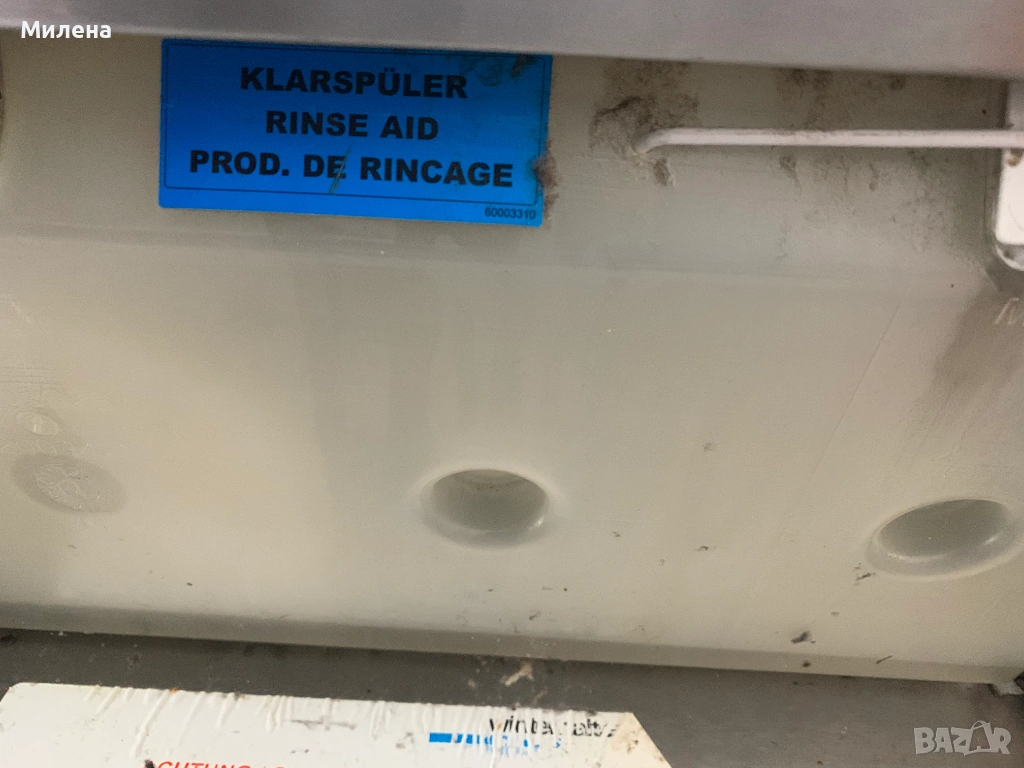 Милена
KLARSPÜLER
RINSE AID
PROD. DE RINCAGE
60003310
BAZAR